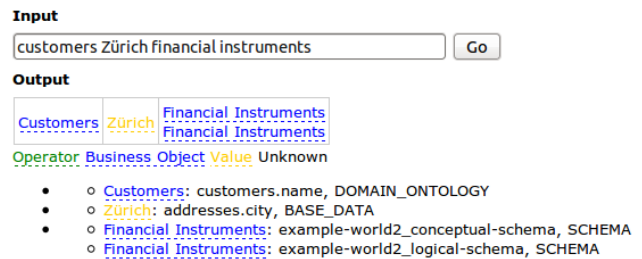 Input
customers Zürich financial instruments
Go
Output
Customers Zürich Financial Instruments
Financial Instruments
Operator Business Object Value Unknown
Customers: customers.name, DOMAIN_ONTOLOGY
Zürich: addresses.city, BASE_DATA
Financial Instruments: example-world2_conceptual-schema, SCHEMA
Financial Instruments: example-world2_logical-schema, SCHEMA